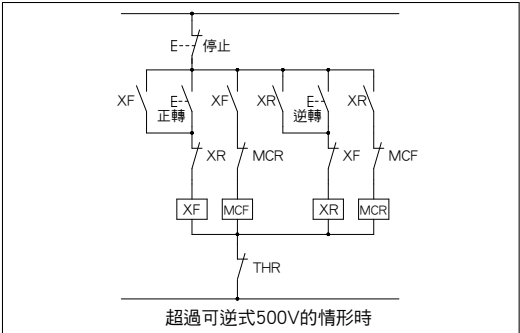 E 停止
XF E 正轉 XF XR E 逆轉 XR
XR MCR XF MCF
XF MCF XR MCR
THR
超過可逆式500V的情形時